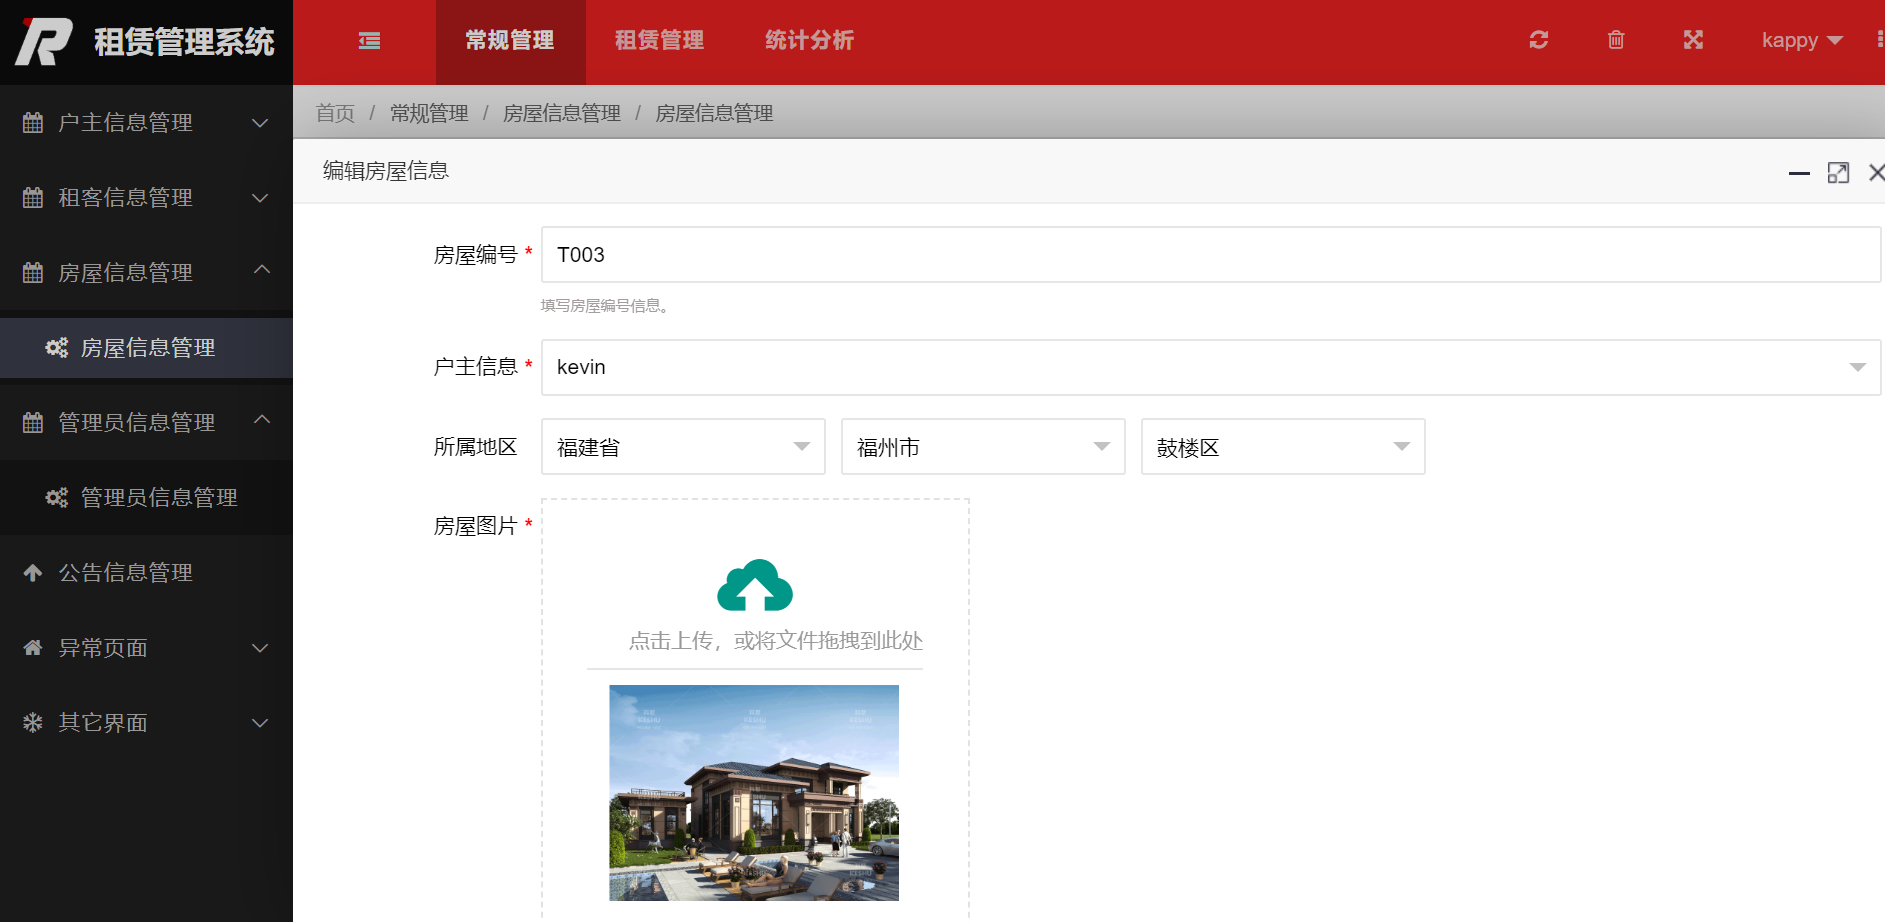 租赁管理系统
常规管理 租赁管理 统计分析 kappy
首页 / 常规管理 / 房屋信息管理 / 房屋信息管理
户主信息管理
租客信息管理
房屋信息管理
房屋信息管理
管理员信息管理
管理员信息管理
公告信息管理
异常页面
其它界面
编辑房屋信息
房屋编号 * T003
填写房屋编号信息。
户主信息 * kevin
所属地区 福建省 福州市 鼓楼区
房屋图片 *
点击上传，或将文件拖拽到此处